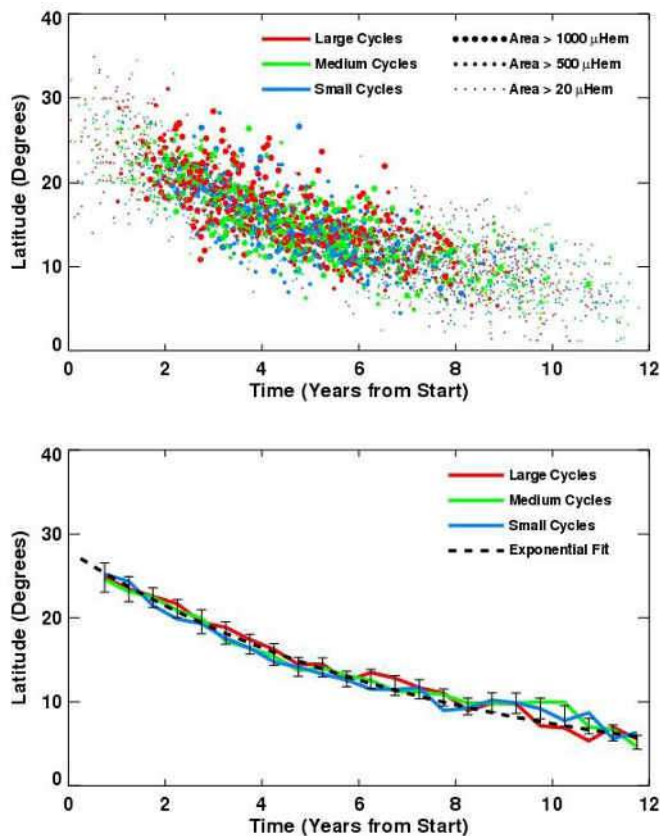 40
30
20
10
0
Latitude (Degrees)
Large Cycles
Medium Cycles
Small Cycles
Area > 1000 μHem
Area > 500 μHem
Area > 20 μHem
0 2 4 6 8 10 12
Time (Years from Start)
40
30
20
10
0
Latitude (Degrees)
Large Cycles
Medium Cycles
Small Cycles
Exponential Fit
0 2 4 6 8 10 12
Time (Years from Start)